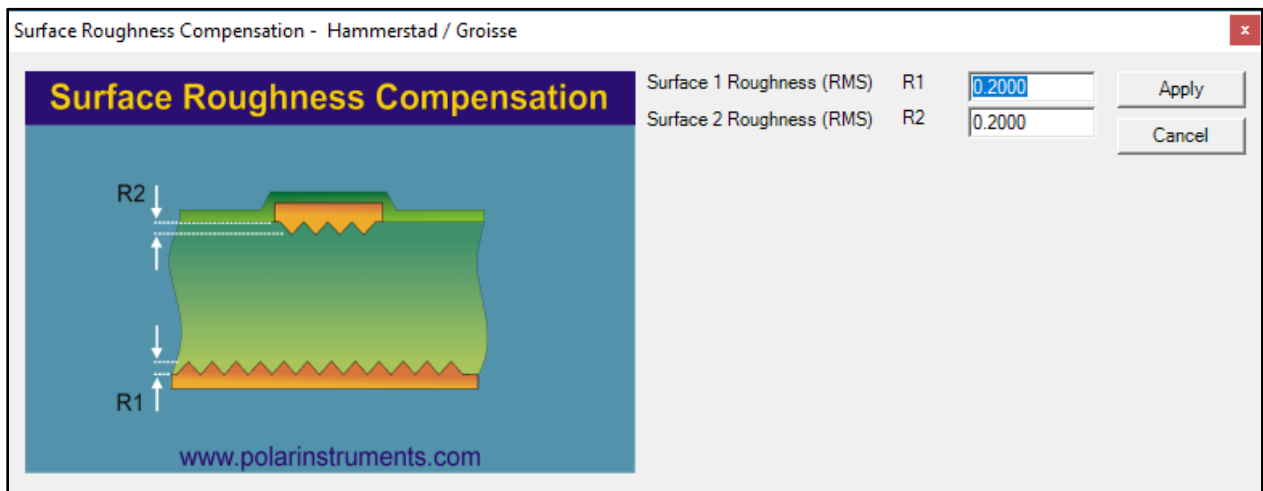 Surface Roughness Compensation - Hammerstad / Groisse
x
Surface Roughness Compensation
R2
R1
www.polarinstruments.com
Surface 1 Roughness (RMS) R1 0.2000
Surface 2 Roughness (RMS) R2 0.2000
Apply
Cancel